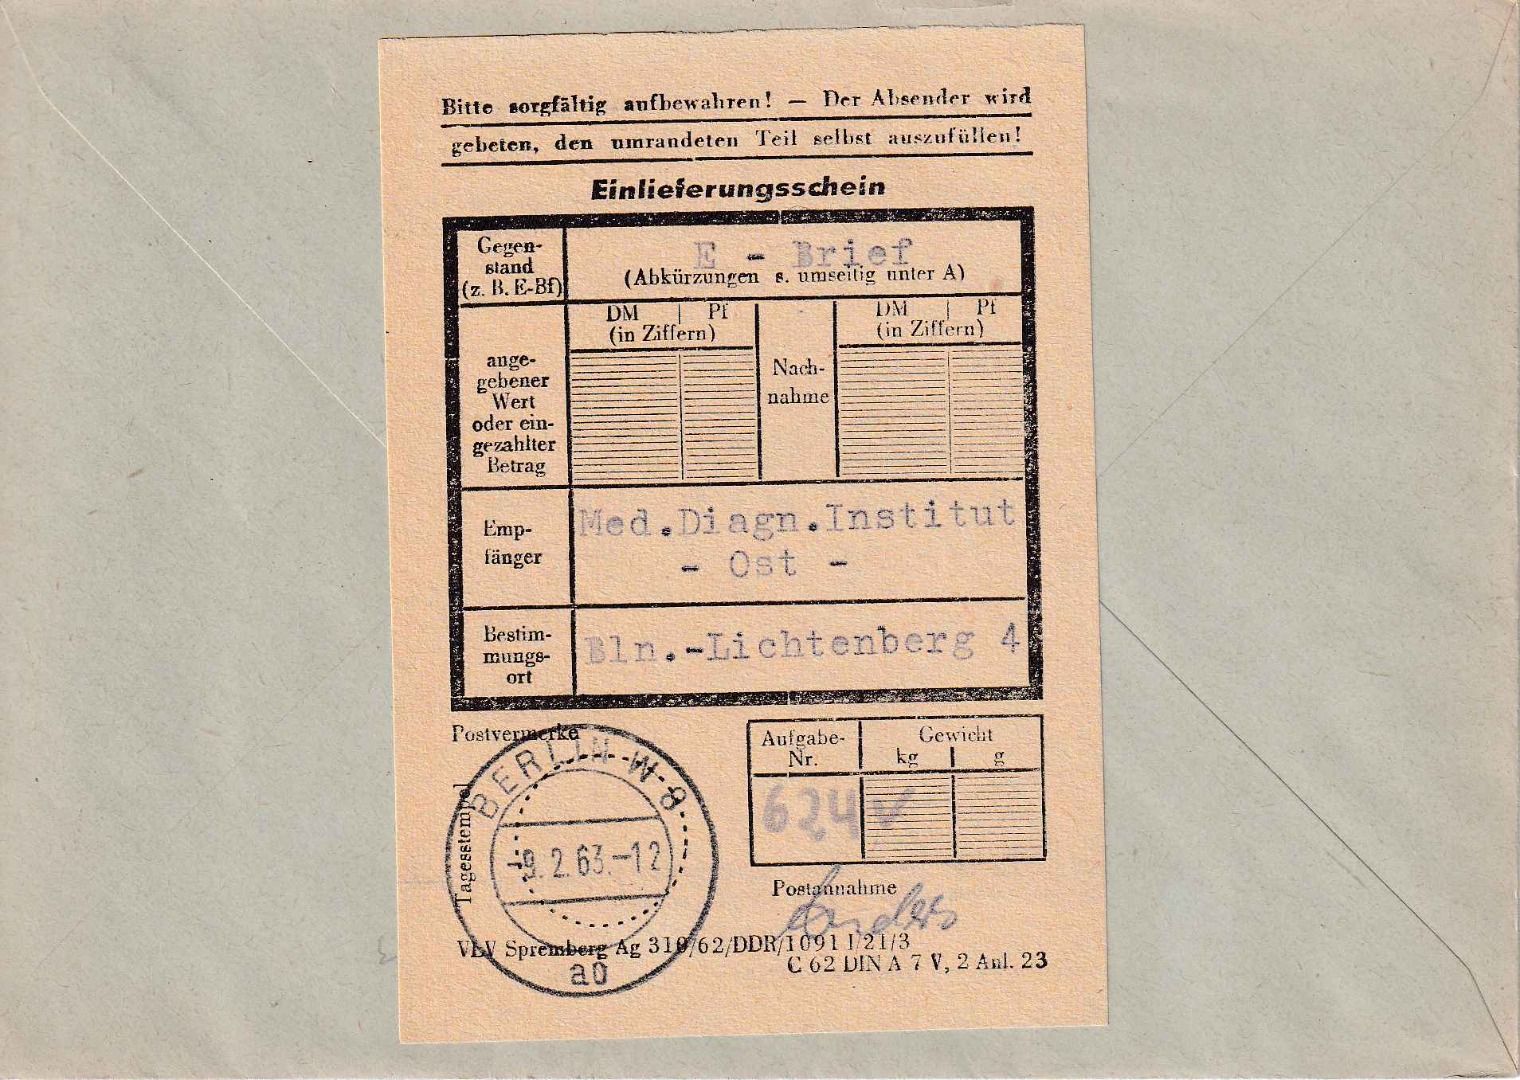 Bitte sorgfältig aufbewahren! — Der Absender wird
gebeten, den umrandeten Teil selbst auszufüllen!
Einlieferungsschein
Gegen-
stand
(z. B. E-Bf)
E - Brief
(Abkürzungen s. umseitig unter A)
ange-
gebener
Wert
oder ein-
gezahlter
Betrag
DM | Pf
(in Ziffern)
Nach-
nahme
DM | Pf
(in Ziffern)
Emp-
fänger
Med.Diagn.Institut
- Ost -
Bestim-
mungs-
ort
Bln.-Lichtenberg 4
Postvermerke
Tagesstempel
BERLIN W 8
-9.2.63.-12
ao
Aufgabe-
Nr.
Gewicht
kg | g
624 v
Postannahme
VLV Spremberg Ag 310/62/DDR/1091 1/21/3
C 62 DIN A 7 V, 2 Anl. 23